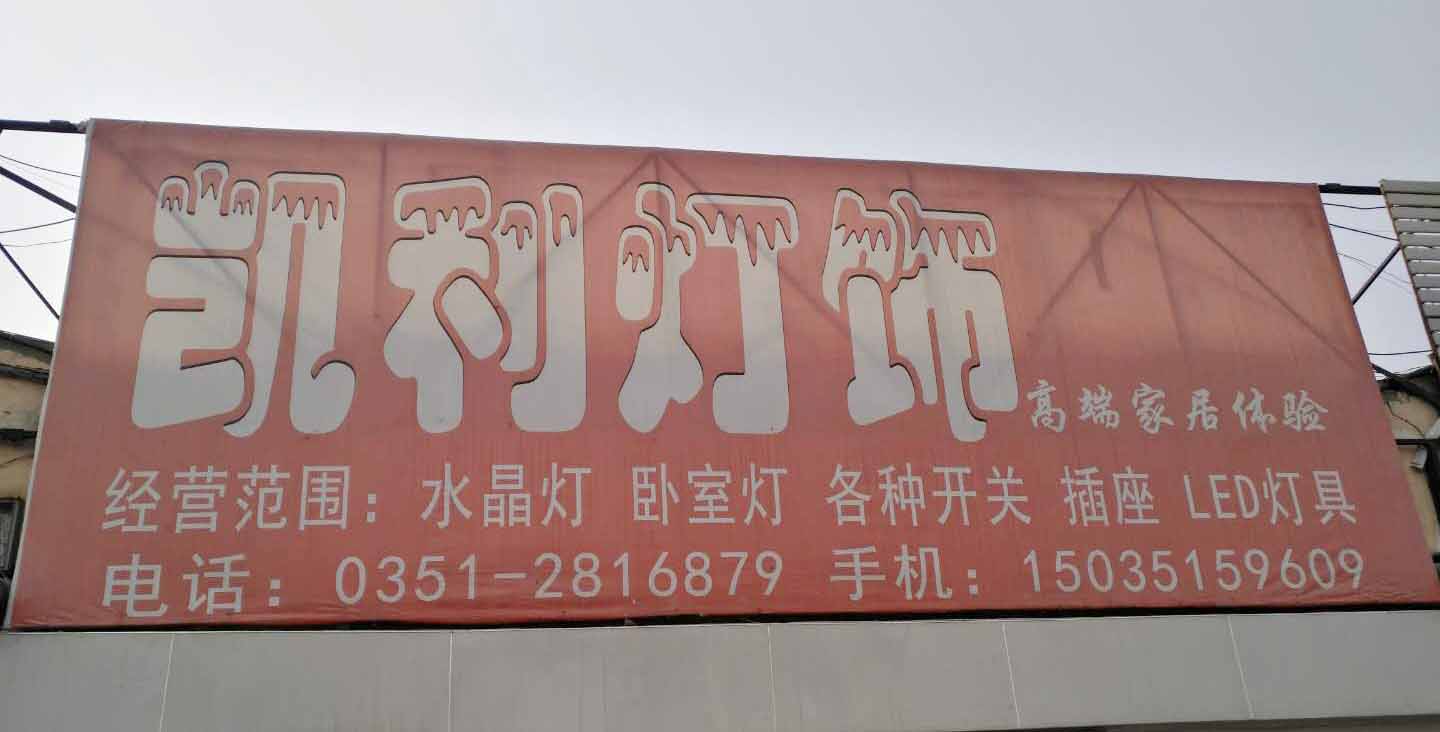 凯利灯饰
高端家居体验
经营范围：水晶灯 卧室灯 各种开关 插座 LED灯具
电话：0351-2816879 手机：15035159609